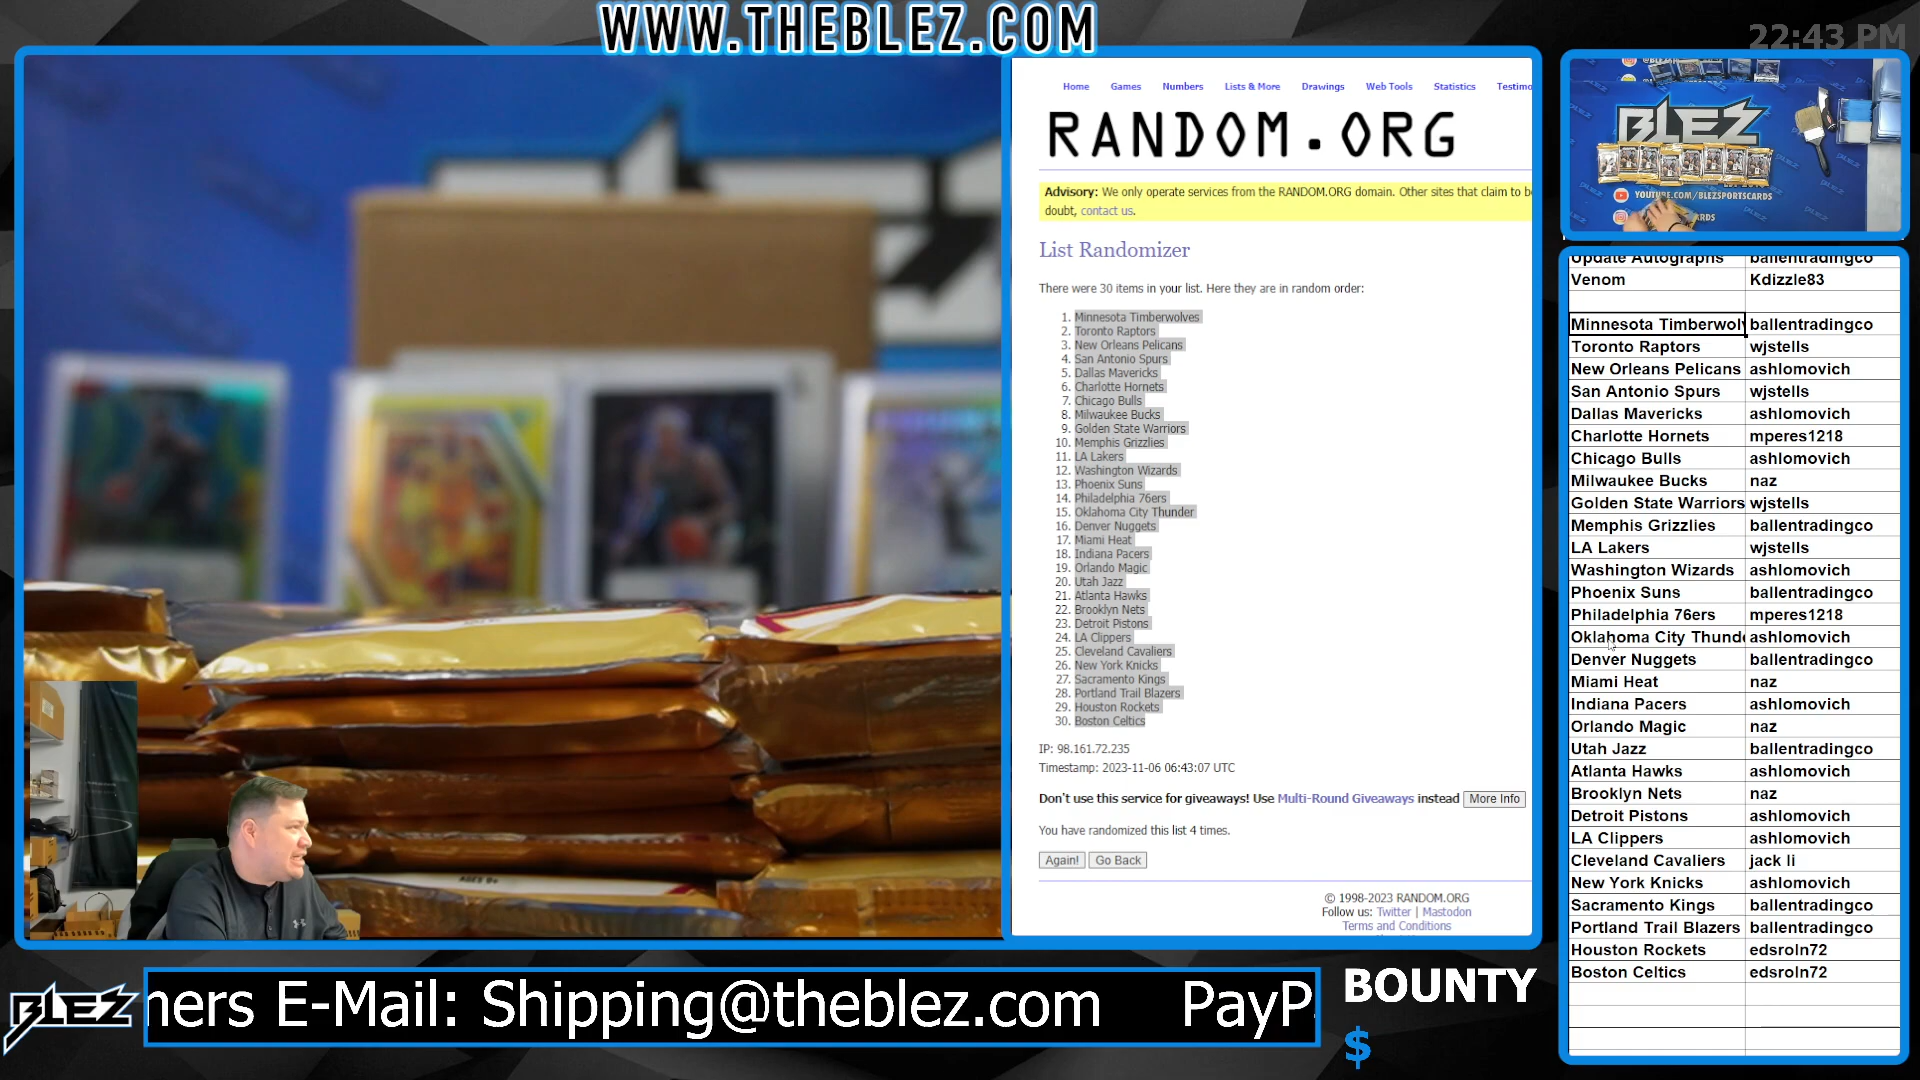 WWW.THEBLEZ.COM
22:43 PM
Home Games Numbers Lists & More Drawings Web Tools Statistics Testimo
RANDOM.ORG
Advisory: We only operate services from the RANDOM.ORG domain. Other sites that claim to b
doubt, contact us.
List Randomizer
There were 30 items in your list. Here they are in random order:
1. Minnesota Timberwolves
2. Toronto Raptors
3. New Orleans Pelicans
4. San Antonio Spurs
5. Dallas Mavericks
6. Charlotte Hornets
7. Chicago Bulls
8. Milwaukee Bucks
9. Golden State Warriors
10. Memphis Grizzlies
11. LA Lakers
12. Washington Wizards
13. Phoenix Suns
14. Philadelphia 76ers
15. Oklahoma City Thunder
16. Denver Nuggets
17. Miami Heat
18. Indiana Pacers
19. Orlando Magic
20. Utah Jazz
21. Atlanta Hawks
22. Brooklyn Nets
23. Detroit Pistons
24. LA Clippers
25. Cleveland Cavaliers
26. New York Knicks
27. Sacramento Kings
28. Portland Trail Blazers
29. Houston Rockets
30. Boston Celtics
IP: 98.161.72.235
Timestamp: 2023-11-06 06:43:07 UTC
Don't use this service for giveaways! Use Multi-Round Giveaways instead More Info
You have randomized this list 4 times.
Again! Go Back
© 1998-2023 RANDOM.ORG
Follow us: Twitter | Mastodon
Terms and Conditions
BLEZ
YOUTUBE.COM/BLEZSPORTSCARDS
Update Autographs ballentradingco
Venom Kdizzle83
Minnesota Timberwolv ballentradingco
Toronto Raptors wjstells
New Orleans Pelicans ashlomovich
San Antonio Spurs wjstells
Dallas Mavericks ashlomovich
Charlotte Hornets mperes1218
Chicago Bulls ashlomovich
Milwaukee Bucks naz
Golden State Warriors wjstells
Memphis Grizzlies ballentradingco
LA Lakers wjstells
Washington Wizards ashlomovich
Phoenix Suns ballentradingco
Philadelphia 76ers mperes1218
Oklahoma City Thunde ashlomovich
Denver Nuggets ballentradingco
Miami Heat naz
Indiana Pacers ashlomovich
Orlando Magic naz
Utah Jazz ballentradingco
Atlanta Hawks ashlomovich
Brooklyn Nets naz
Detroit Pistons ashlomovich
LA Clippers ashlomovich
Cleveland Cavaliers jack li
New York Knicks ashlomovich
Sacramento Kings ballentradingco
Portland Trail Blazers ballentradingco
Houston Rockets edsroln72
Boston Celtics edsroln72
AGES 9+
BLEZ
ners E-Mail: Shipping@theblez.com PayP
BOUNTY
$